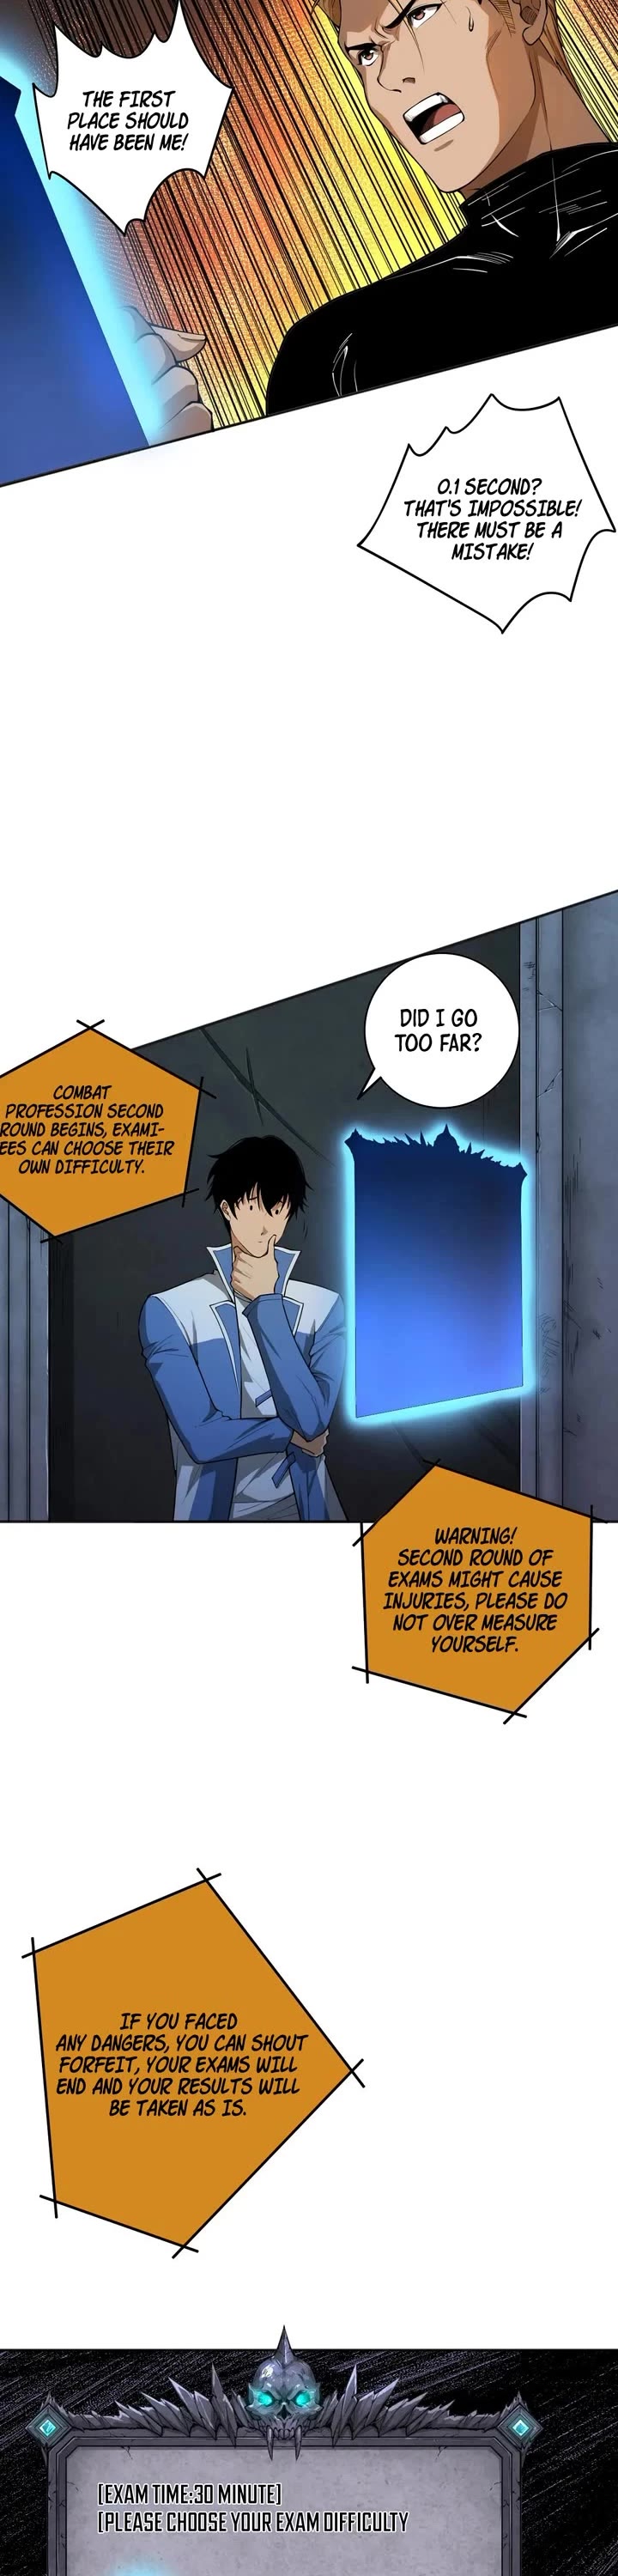 THE FIRST
PLACE SHOULD
HAVE BEEN ME!
0.1 SECOND?
THAT'S IMPOSSIBLE!
THERE MUST BE A
MISTAKE!
DID I GO
TOO FAR?
COMBAT
PROFESSION SECOND
ROUND BEGINS, EXAMI-
EES CAN CHOOSE THEIR
OWN DIFFICULTY.
WARNING!
SECOND ROUND OF
EXAMS MIGHT CAUSE
INJURIES, PLEASE DO
NOT OVER MEASURE
YOURSELF.
IF YOU FACED
ANY DANGERS, YOU CAN SHOUT
FORFEIT, YOUR EXAMS WILL
END AND YOUR RESULTS WILL
BE TAKEN AS IS.
[EXAM TIME:30 MINUTE]
[PLEASE CHOOSE YOUR EXAM DIFFICULTY